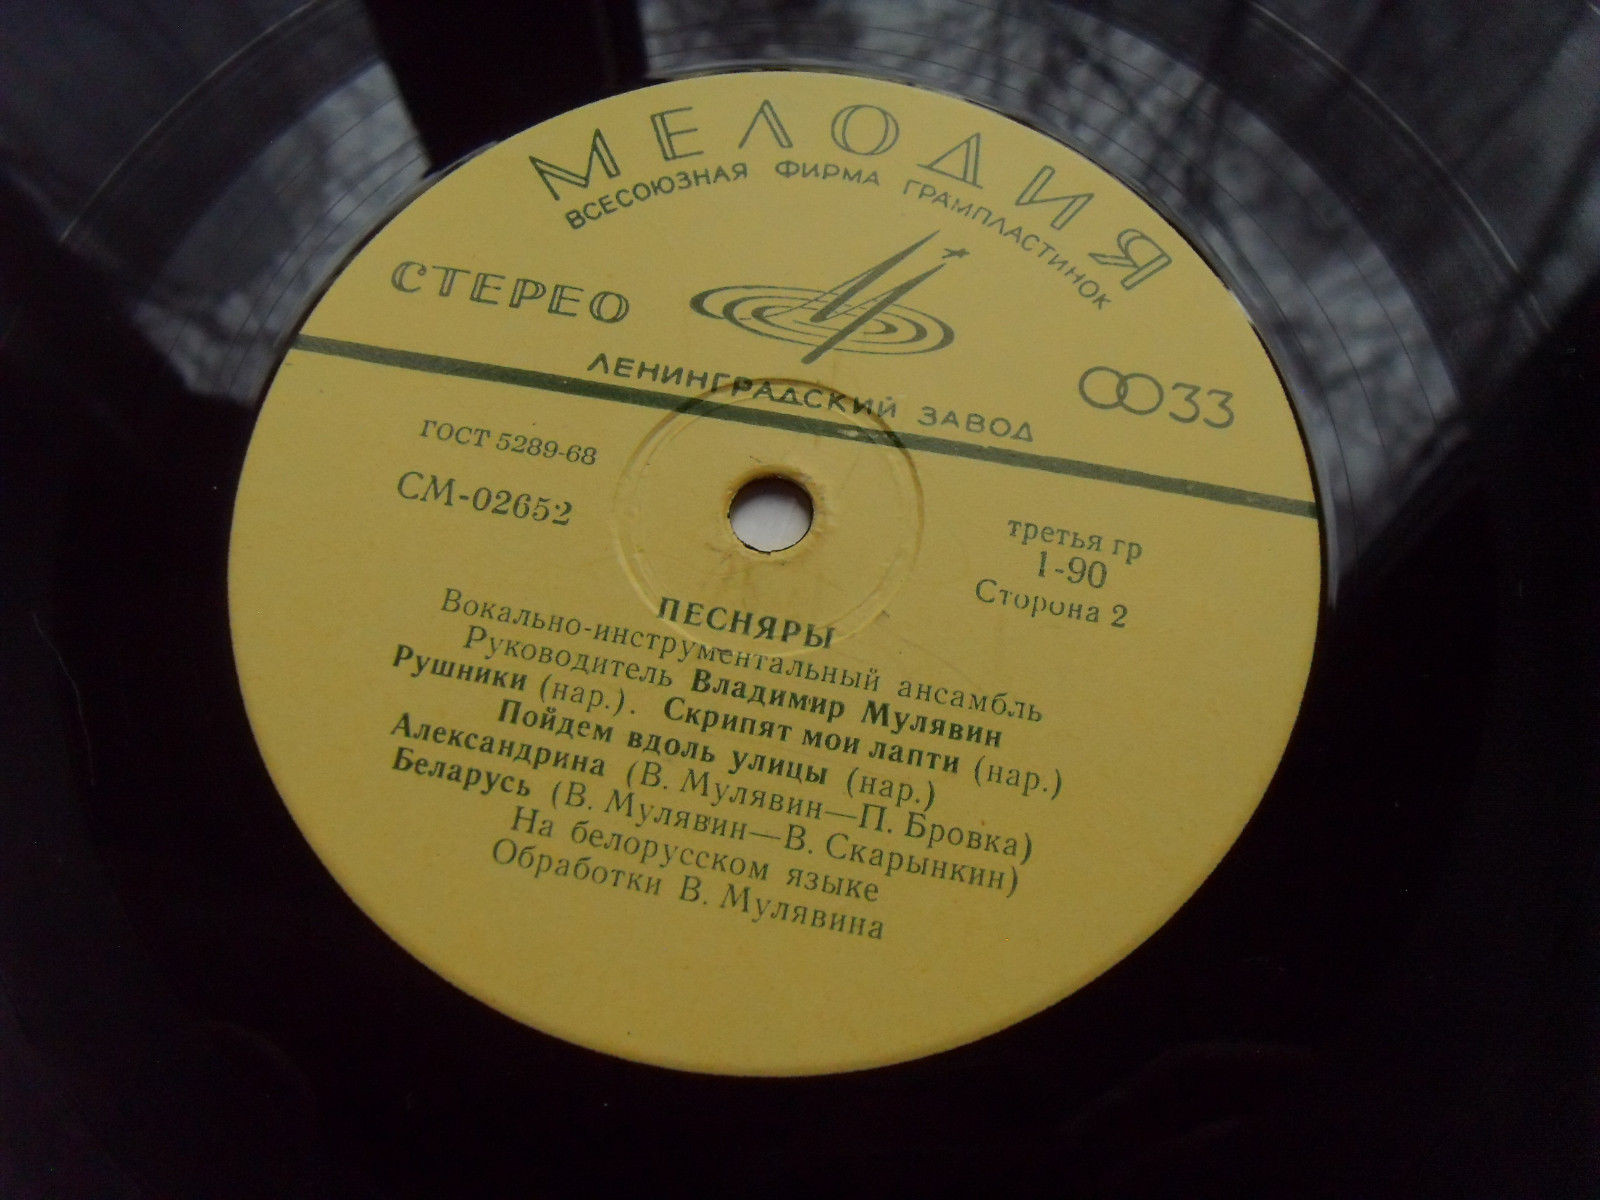 МЕЛОДИЯ
ВСЕСОЮЗНАЯ ФИРМА ГРАМПЛАСТИНОК
СТЕРЕО
33
ЛЕНИНГРАДСКИЙ ЗАВОД
ГОСТ 5289-68
СМ-02652
третья гр
1-90
Сторона 2
ПЕСНЯРЫ
Вокально-инструментальный ансамбль
Руководитель Владимир Мулявин
Рушники (нар.). Скрипят мои лапти (нар.)
Пойдем вдоль улицы (нар.)
Александрина (В. Мулявин—П. Бровка)
Беларусь (В. Мулявин—В. Скарынкин)
На белорусском языке
Обработки В. Мулявина